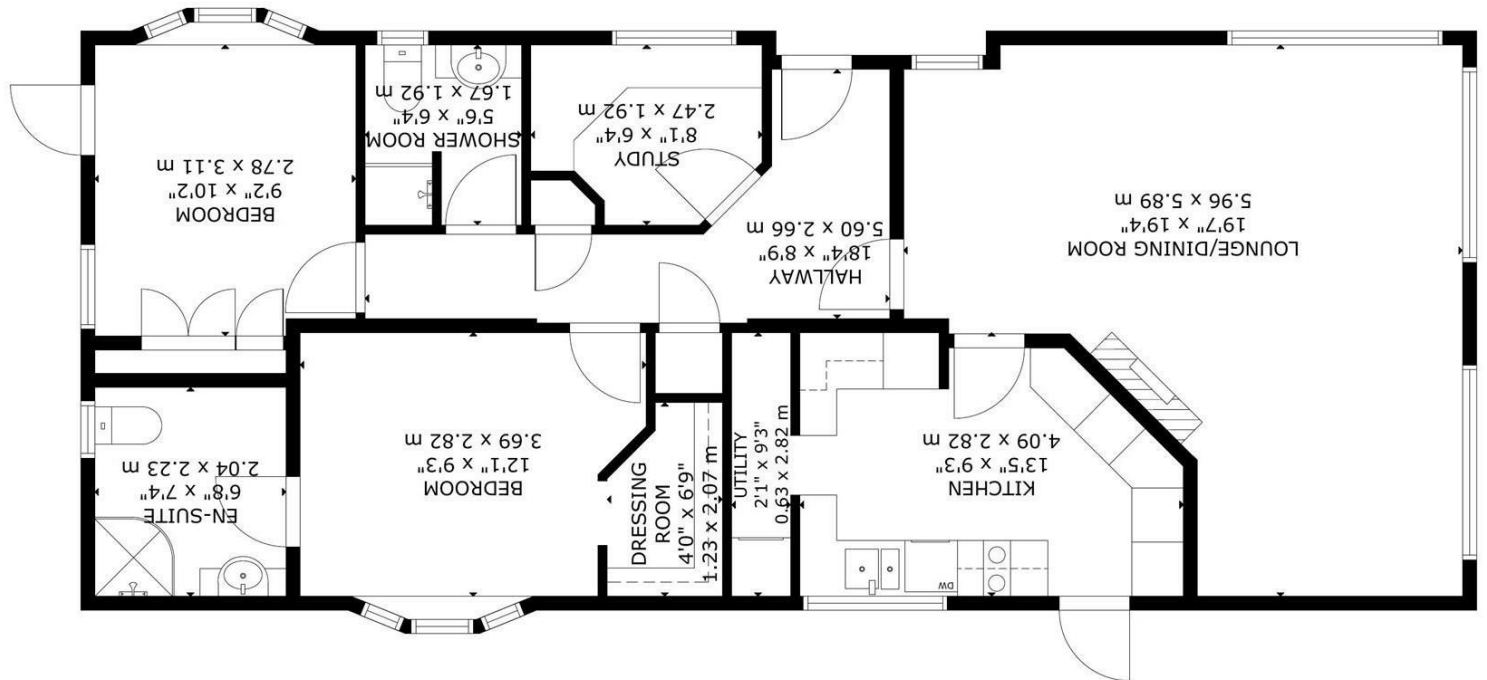 LOUNGE/DINING ROOM
19'7" x 19'4"
5.96 x 5.89 m
KITCHEN
13'5" x 9'3"
4.09 x 2.82 m
DW
UTILITY
2'1" x 9'3"
0.63 x 2.82 m
DRESSING
ROOM
4'0" x 6'9"
1.23 x 2.07 m
BEDROOM
12'1" x 9'3"
3.69 x 2.82 m
EN-SUITE
6'8" x 7'4"
2.04 x 2.23 m
HALLWAY
18'4" x 8'9"
5.60 x 2.66 m
STUDY
8'1" x 6'4"
2.47 x 1.92 m
SHOWER ROOM
5'6" x 6'4"
1.67 x 1.92 m
BEDROOM
9'2" x 10'2"
2.78 x 3.11 m